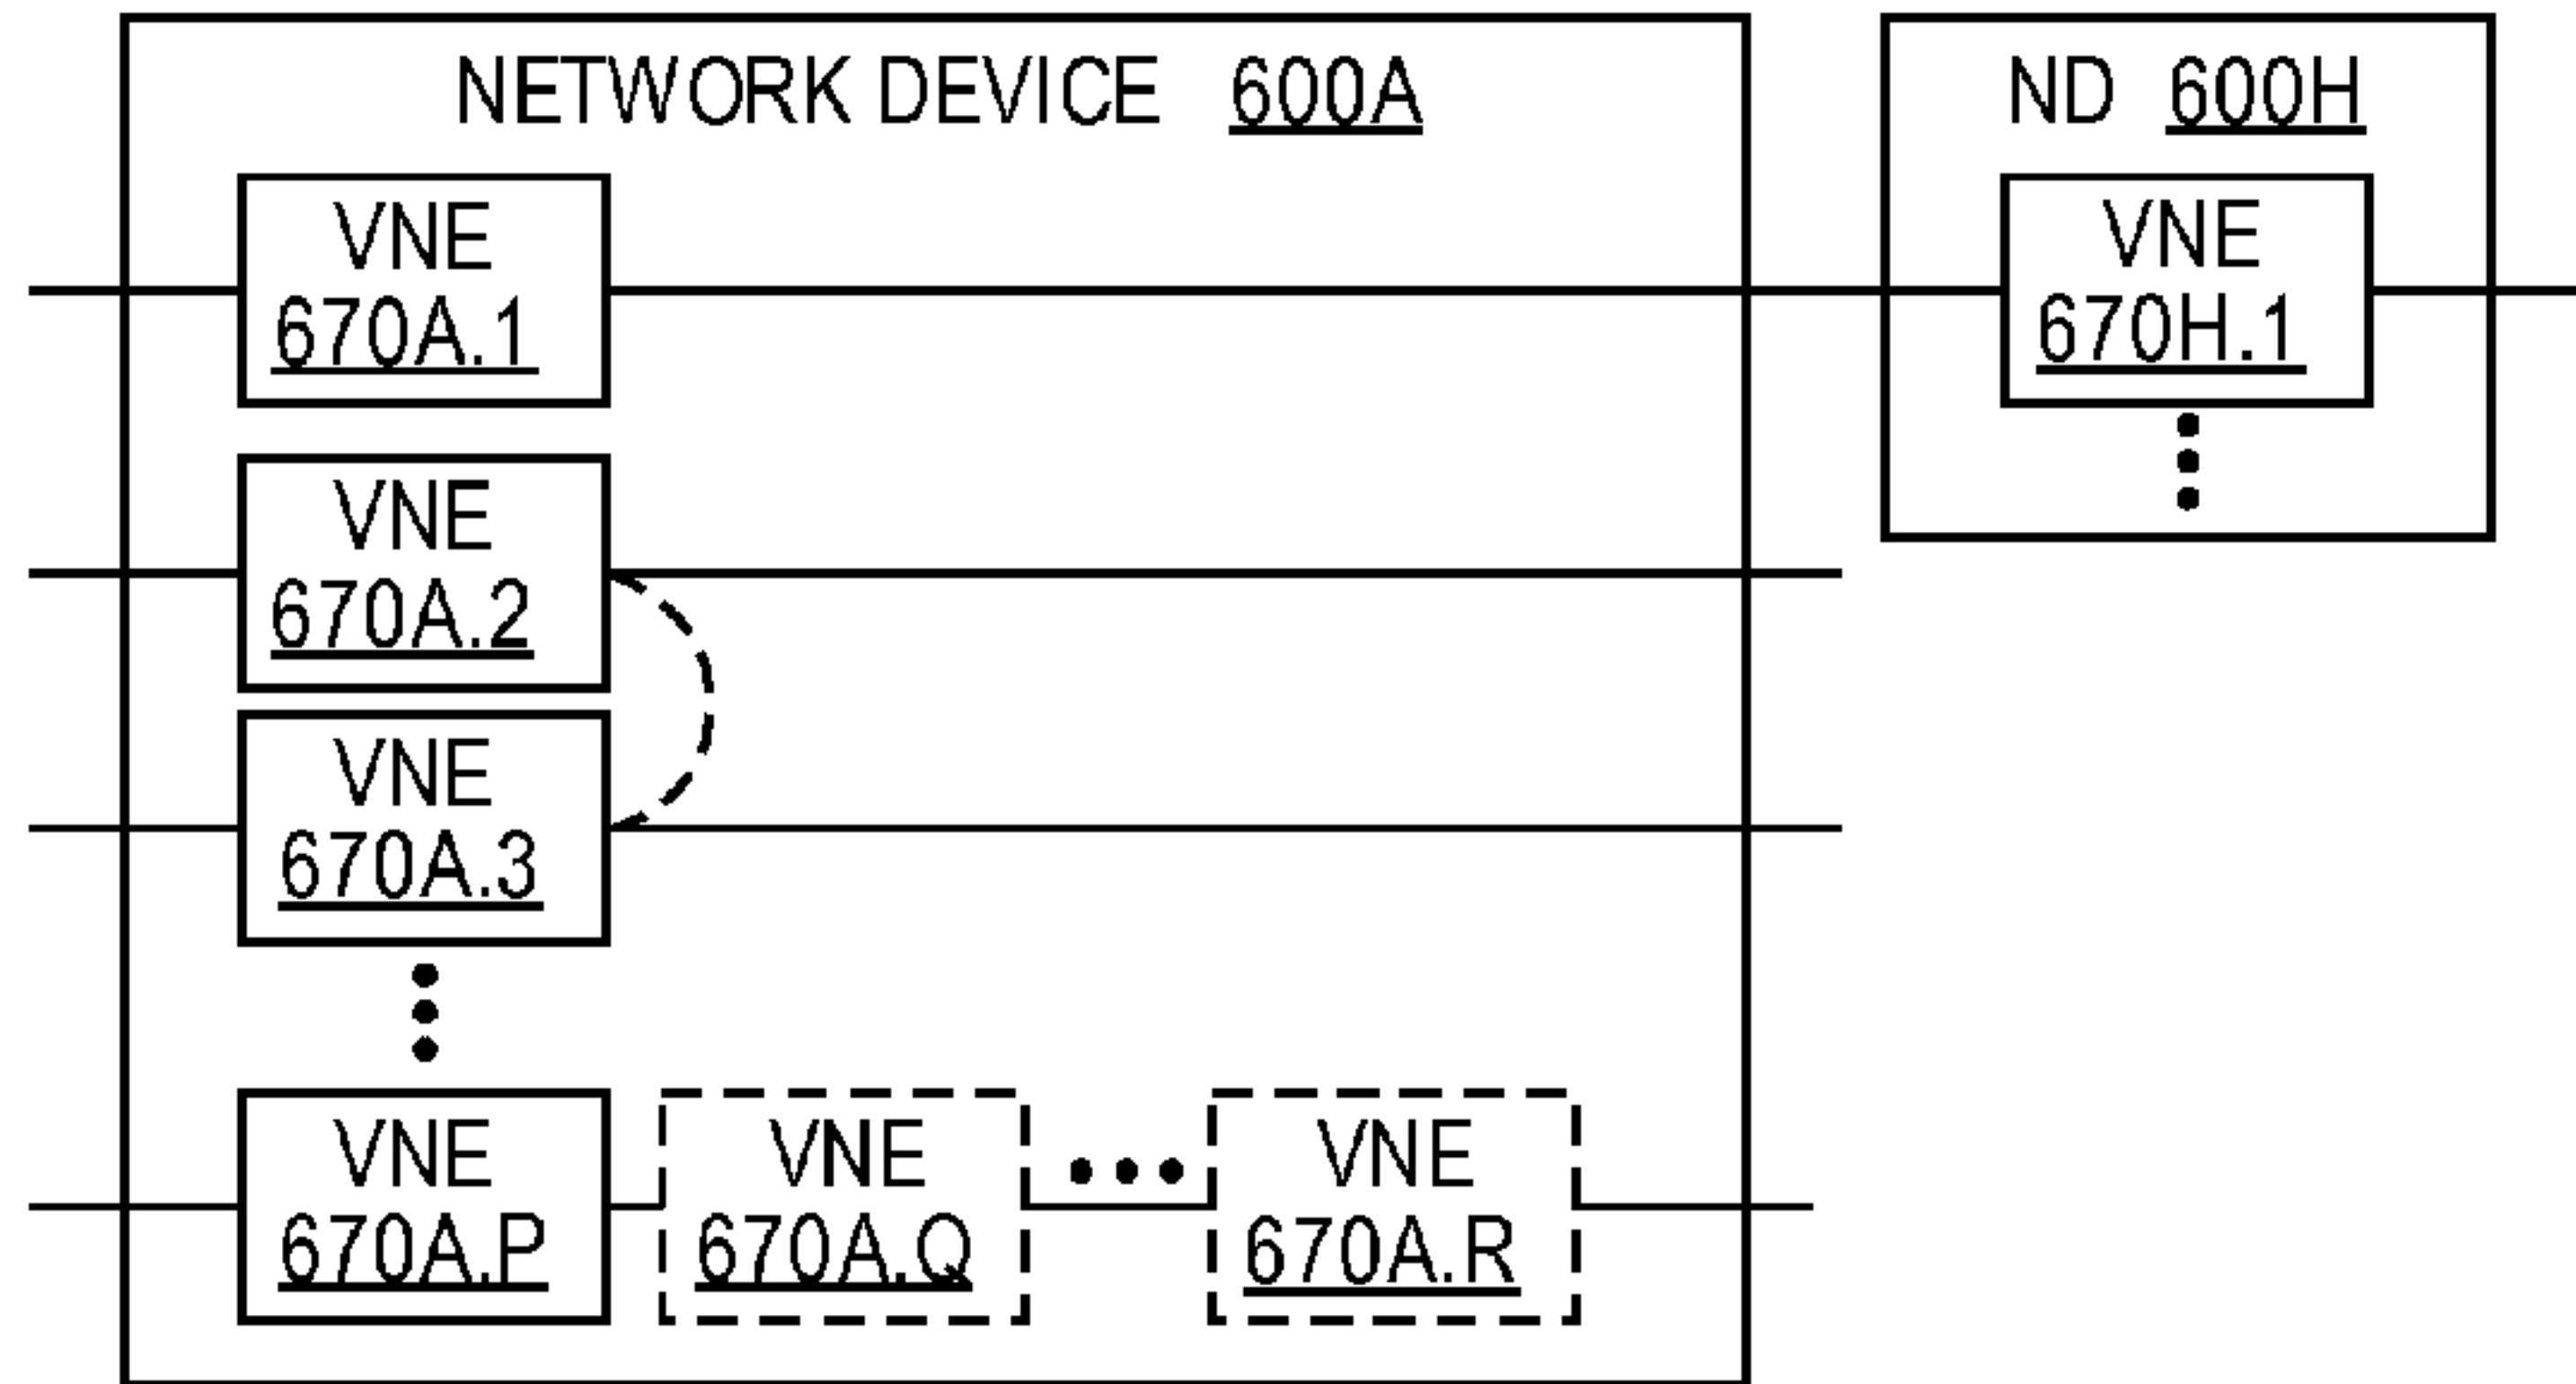 NETWORK DEVICE 600A
ND 600H
VNE
670A.1
VNE
670H.1
VNE
670A.2
VNE
670A.3
VNE
670A.P
VNE
670A.Q
VNE
670A.R